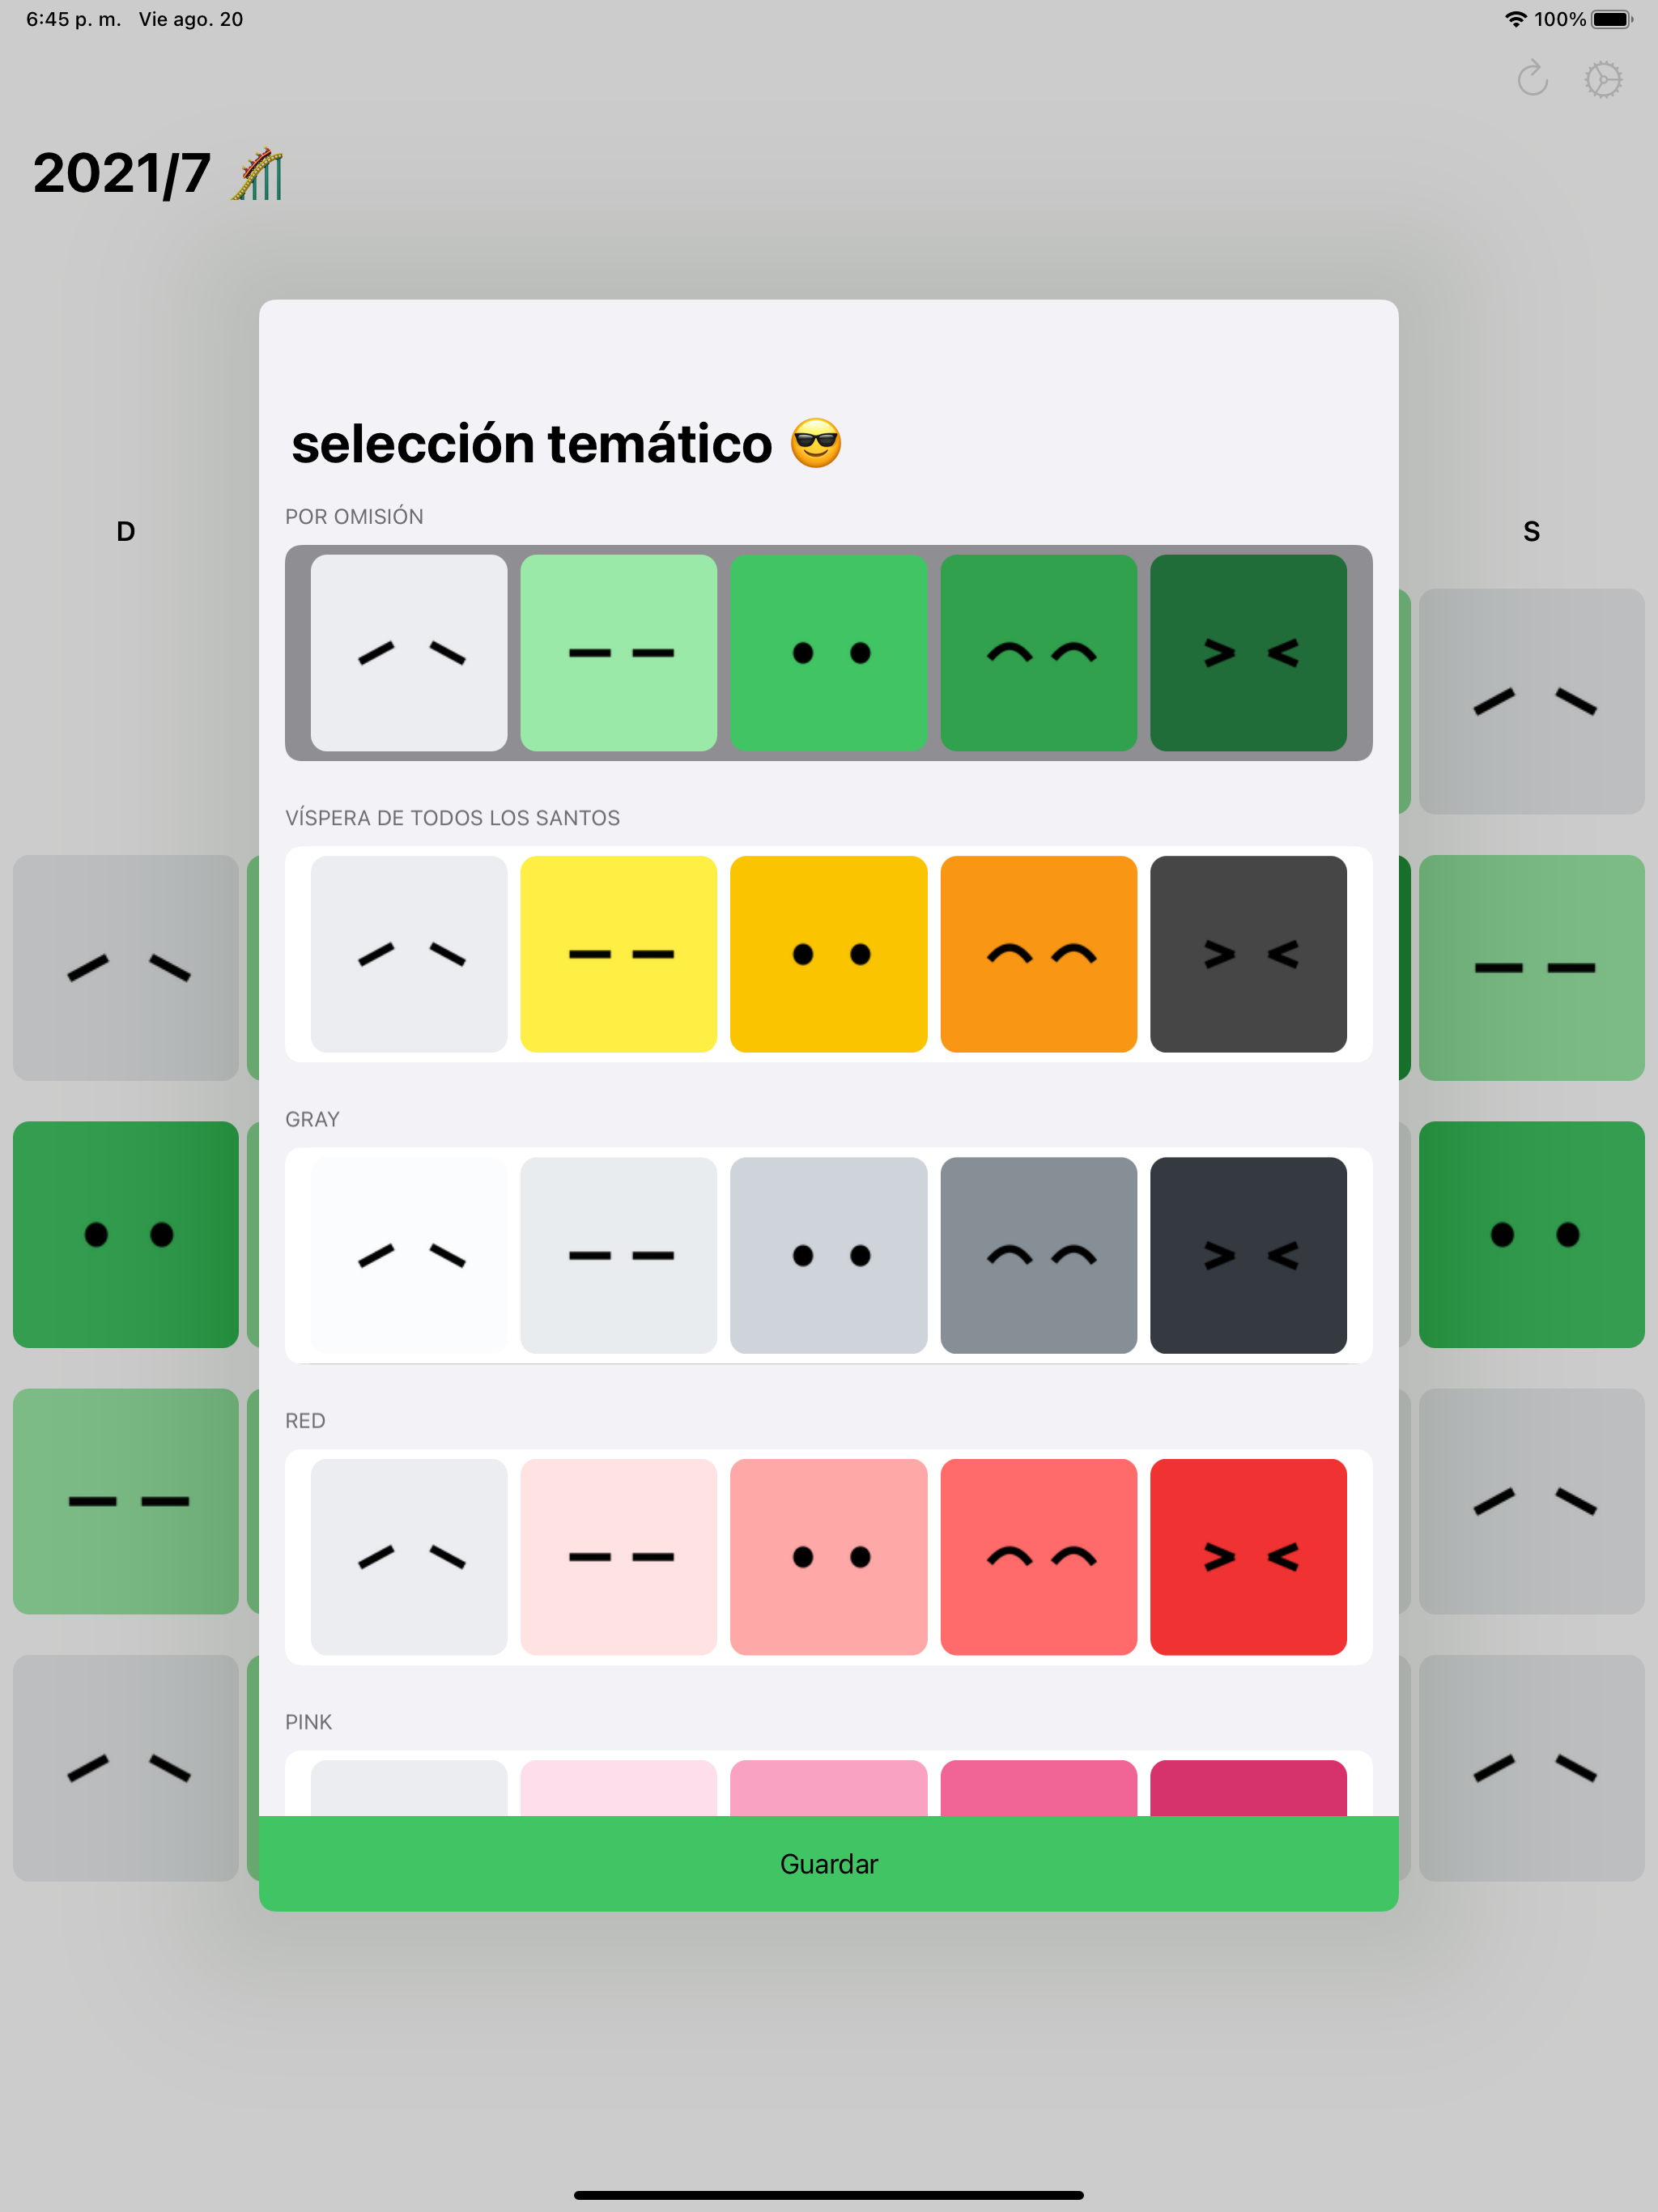 6:45 p. m. Vie ago. 20 100%
2021/7
selección temático 😎
POR OMISIÓN
D S
VÍSPERA DE TODOS LOS SANTOS
GRAY
RED
PINK
Guardar